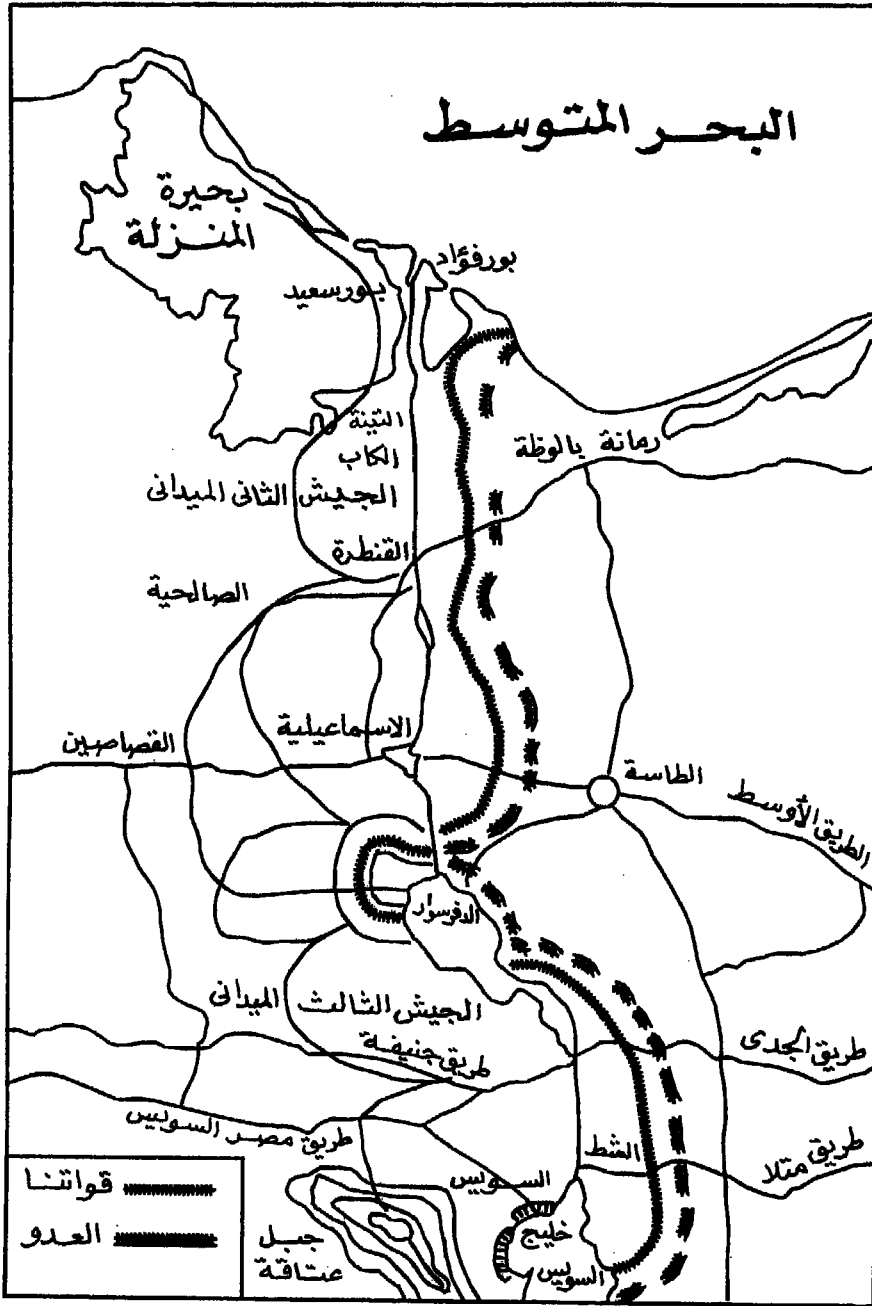 البحر المتوسط
بحيرة
المنزلة
بورفؤاد
بورسعيد
التينة
رمانة بالوظة
الكاب
الجيش الثانى الميدانى
القنطرة
الصالحية
الاسماعيلية
القصاصين
الطاسة
الطريق الأوسط
الدفرسوار
الجيش الثالث الميدانى
طريق جنيفة
طريق الجدى
طريق مصر السويس
الشط
طريق متلا
السويس
خليج
السويس
جبل
عتاقة
قواتنا
العدو